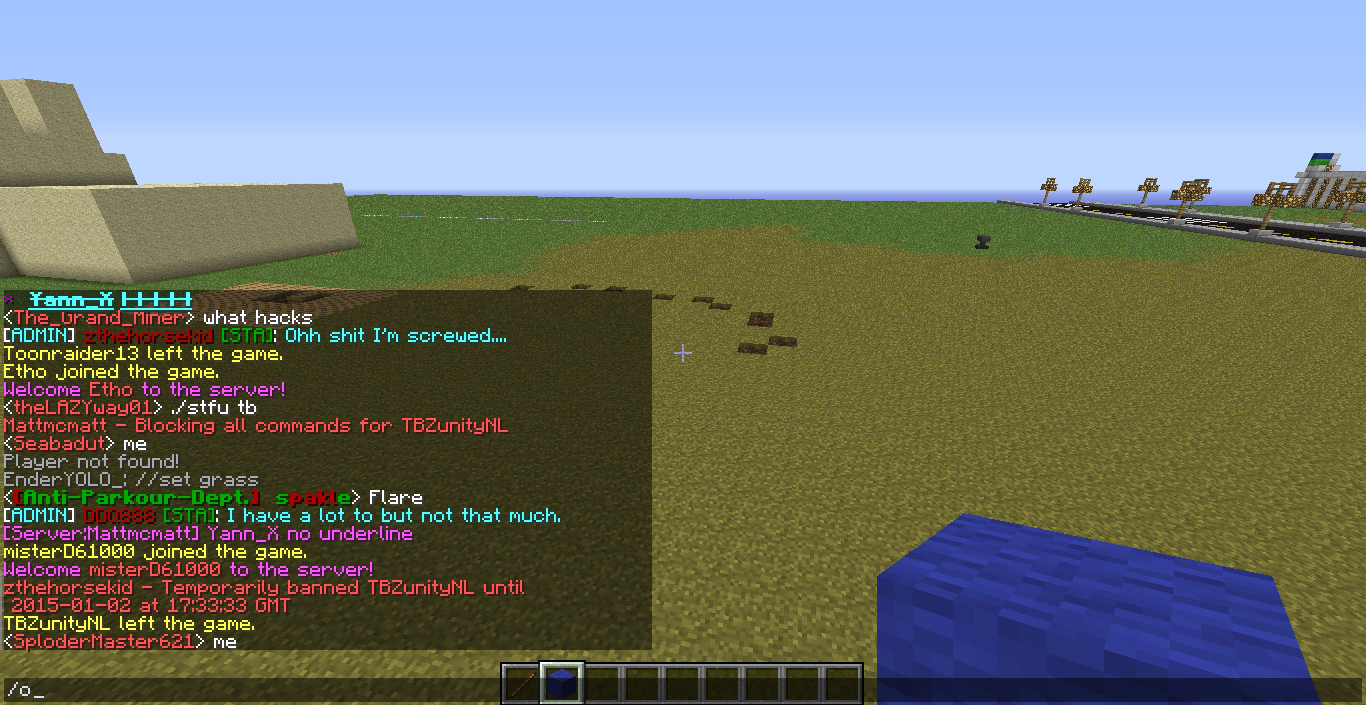 * Yann_X
<The_Grand_Miner> what hacks
[ADMIN] zthehorsekid [STA]: Ohh shit I'm screwed....
Toonraider13 left the game.
Etho joined the game.
Welcome Etho to the server!
<theLAZYway01> ./stfu tb
Mattmcmatt - Blocking all commands for TBZunityNL
<Seabadut> me
Player not found!
EnderYOLO_: //set grass
<[Anti-Parkour-Dept.] spakle> Flare
[ADMIN] DDQ888 [STA]: I have a lot to but not that much.
[Server:Mattmcmatt] Yann_X no underline
misterD61000 joined the game.
Welcome misterD61000 to the server!
zthehorsekid - Temporarily banned TBZunityNL until
2015-01-02 at 17:33:33 GMT
TBZunityNL left the game.
<SploderMaster621> me
/o_